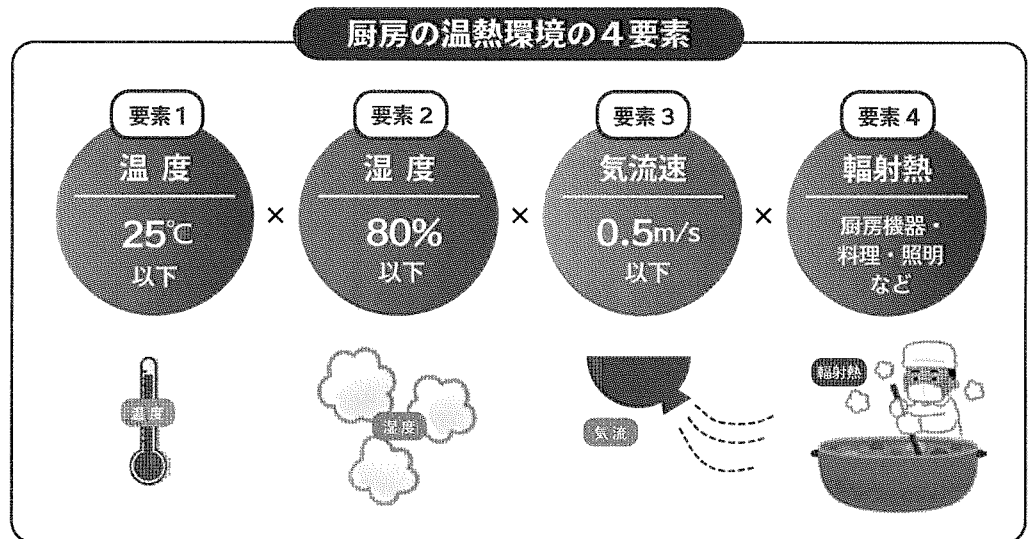 厨房の温熱環境の4要素
要素1
温度
25℃
以下
×
要素2
湿度
80%
以下
×
要素3
気流速
0.5m/s
以下
×
要素4
輻射熱
厨房機器・
料理・照明
など
温度
湿度
気流
輻射熱